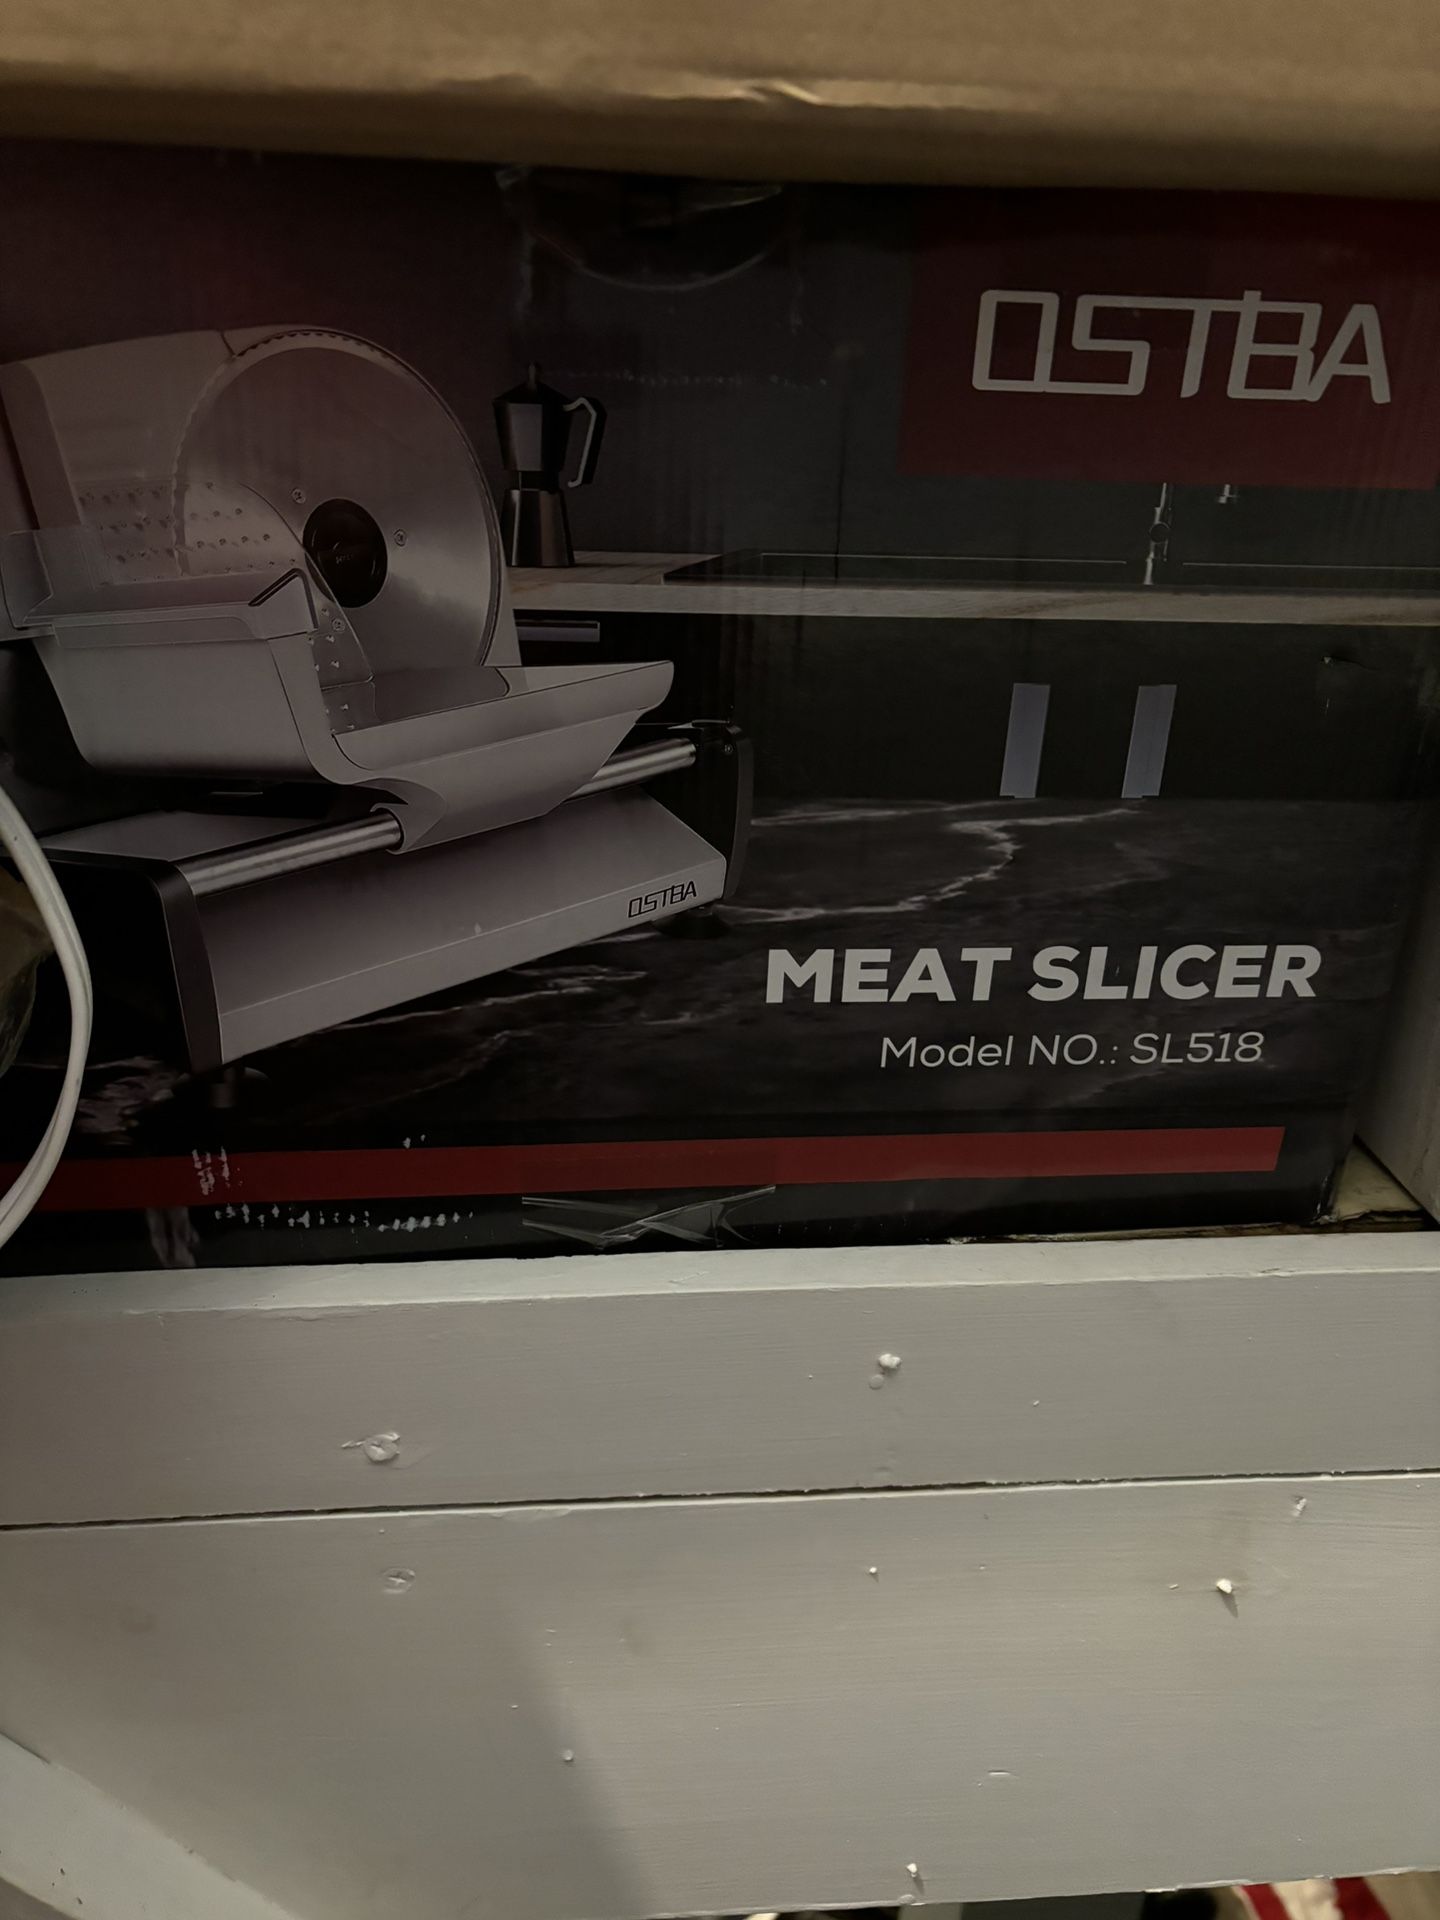 OSTBA
OSTBA
MEAT SLICER
Model NO.: SL518